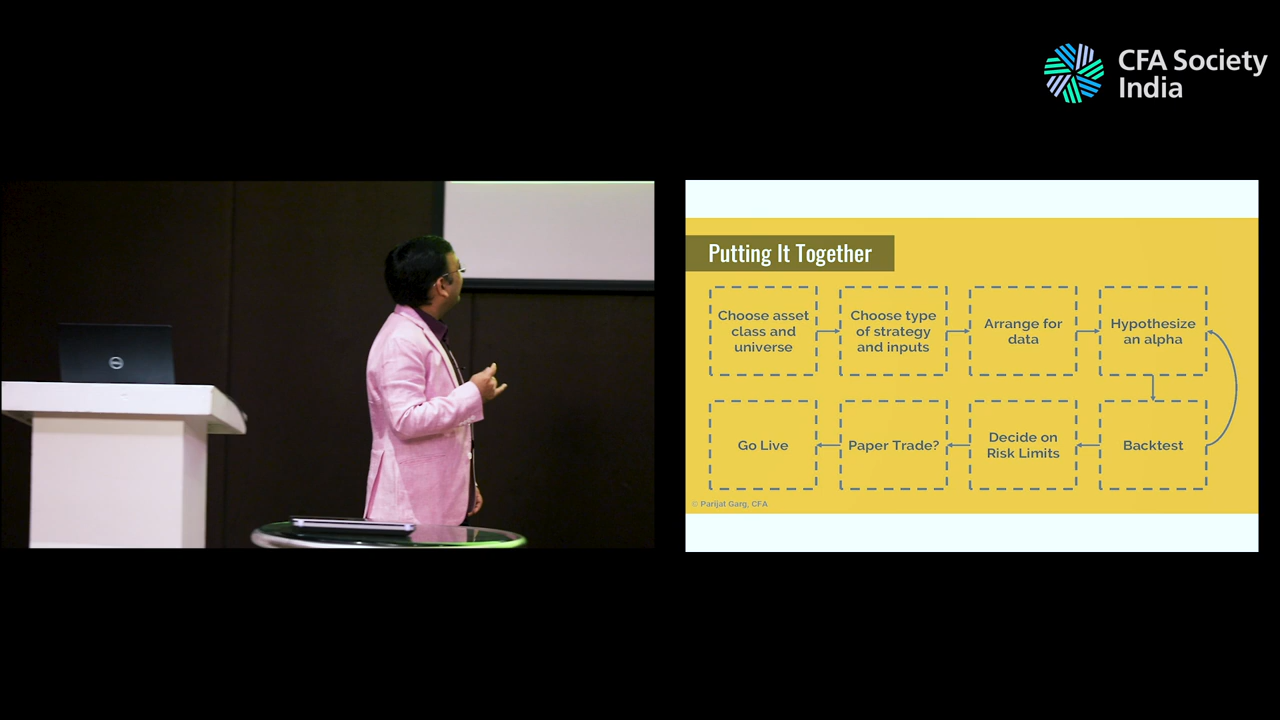 CFA Society
India
Putting It Together
Choose asset
class and
universe
Choose type
of strategy
and inputs
Arrange for
data
Hypothesize
an alpha
Go Live
Paper Trade?
Decide on
Risk Limits
Backtest
© Parijat Garg, CFA
DELL